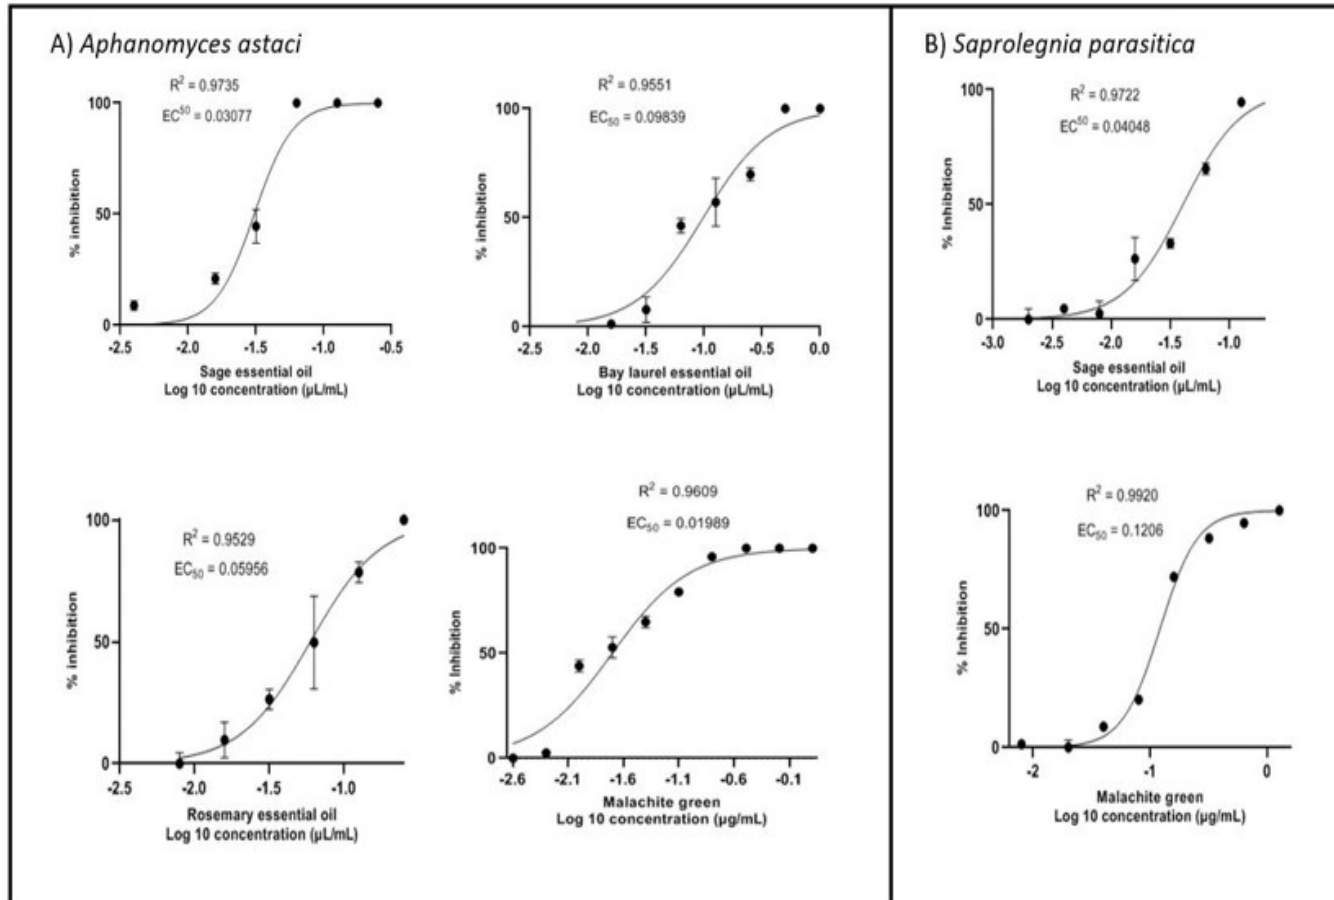 A) Aphanomyces astaci
R² = 0.9735
EC⁵⁰ = 0.03077
100
50
0
% inhibition
-2.5 -2.0 -1.5 -1.0 -0.5
Sage essential oil
Log 10 concentration (µL/mL)
R² = 0.9551
EC₅₀ = 0.09839
100
50
0
% inhibition
-2.5 -2.0 -1.5 -1.0 -0.5 0.0
Bay laurel essential oil
Log 10 concentration (µL/mL)
R² = 0.9529
EC₅₀ = 0.05956
100
50
0
% inhibition
-2.5 -2.0 -1.5 -1.0
Rosemary essential oil
Log 10 concentration (µL/mL)
R² = 0.9609
EC₅₀ = 0.01989
100
50
0
% Inhibition
-2.6 -2.1 -1.6 -1.1 -0.6 -0.1
Malachite green
Log 10 concentration (µg/mL)
B) Saprolegnia parasitica
R² = 0.9722
EC⁵⁰ = 0.04048
100
50
0
% Inhibition
-3.0 -2.5 -2.0 -1.5 -1.0
Sage essential oil
Log 10 concentration (µL/mL)
R² = 0.9920
EC₅₀ = 0.1206
100
50
0
% Inhibition
-2 -1 0
Malachite green
Log 10 concentration (µg/mL)